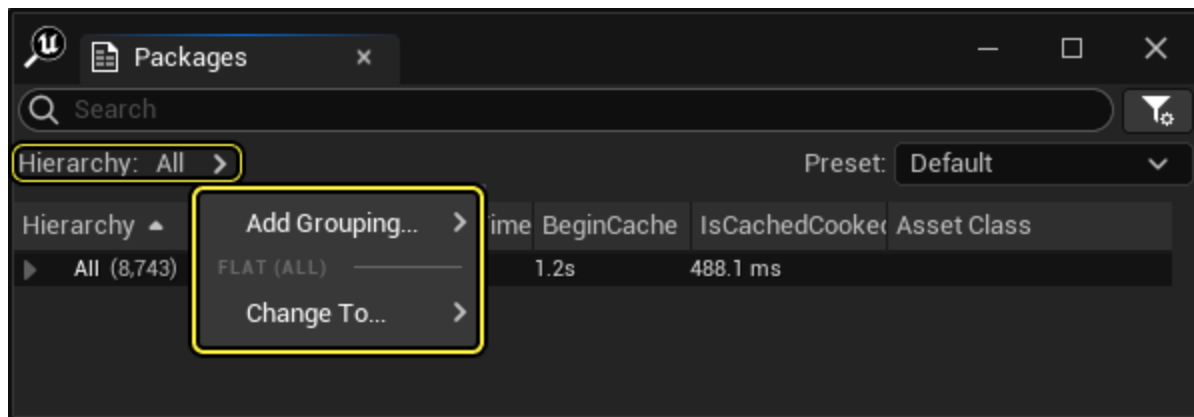 Packages
Search
Hierarchy: All
Preset: Default
Hierarchy ime BeginCache IsCachedCooked Asset Class
Add Grouping...
All (8,743) 1.2s 488.1 ms
FLAT (ALL)
Change To...